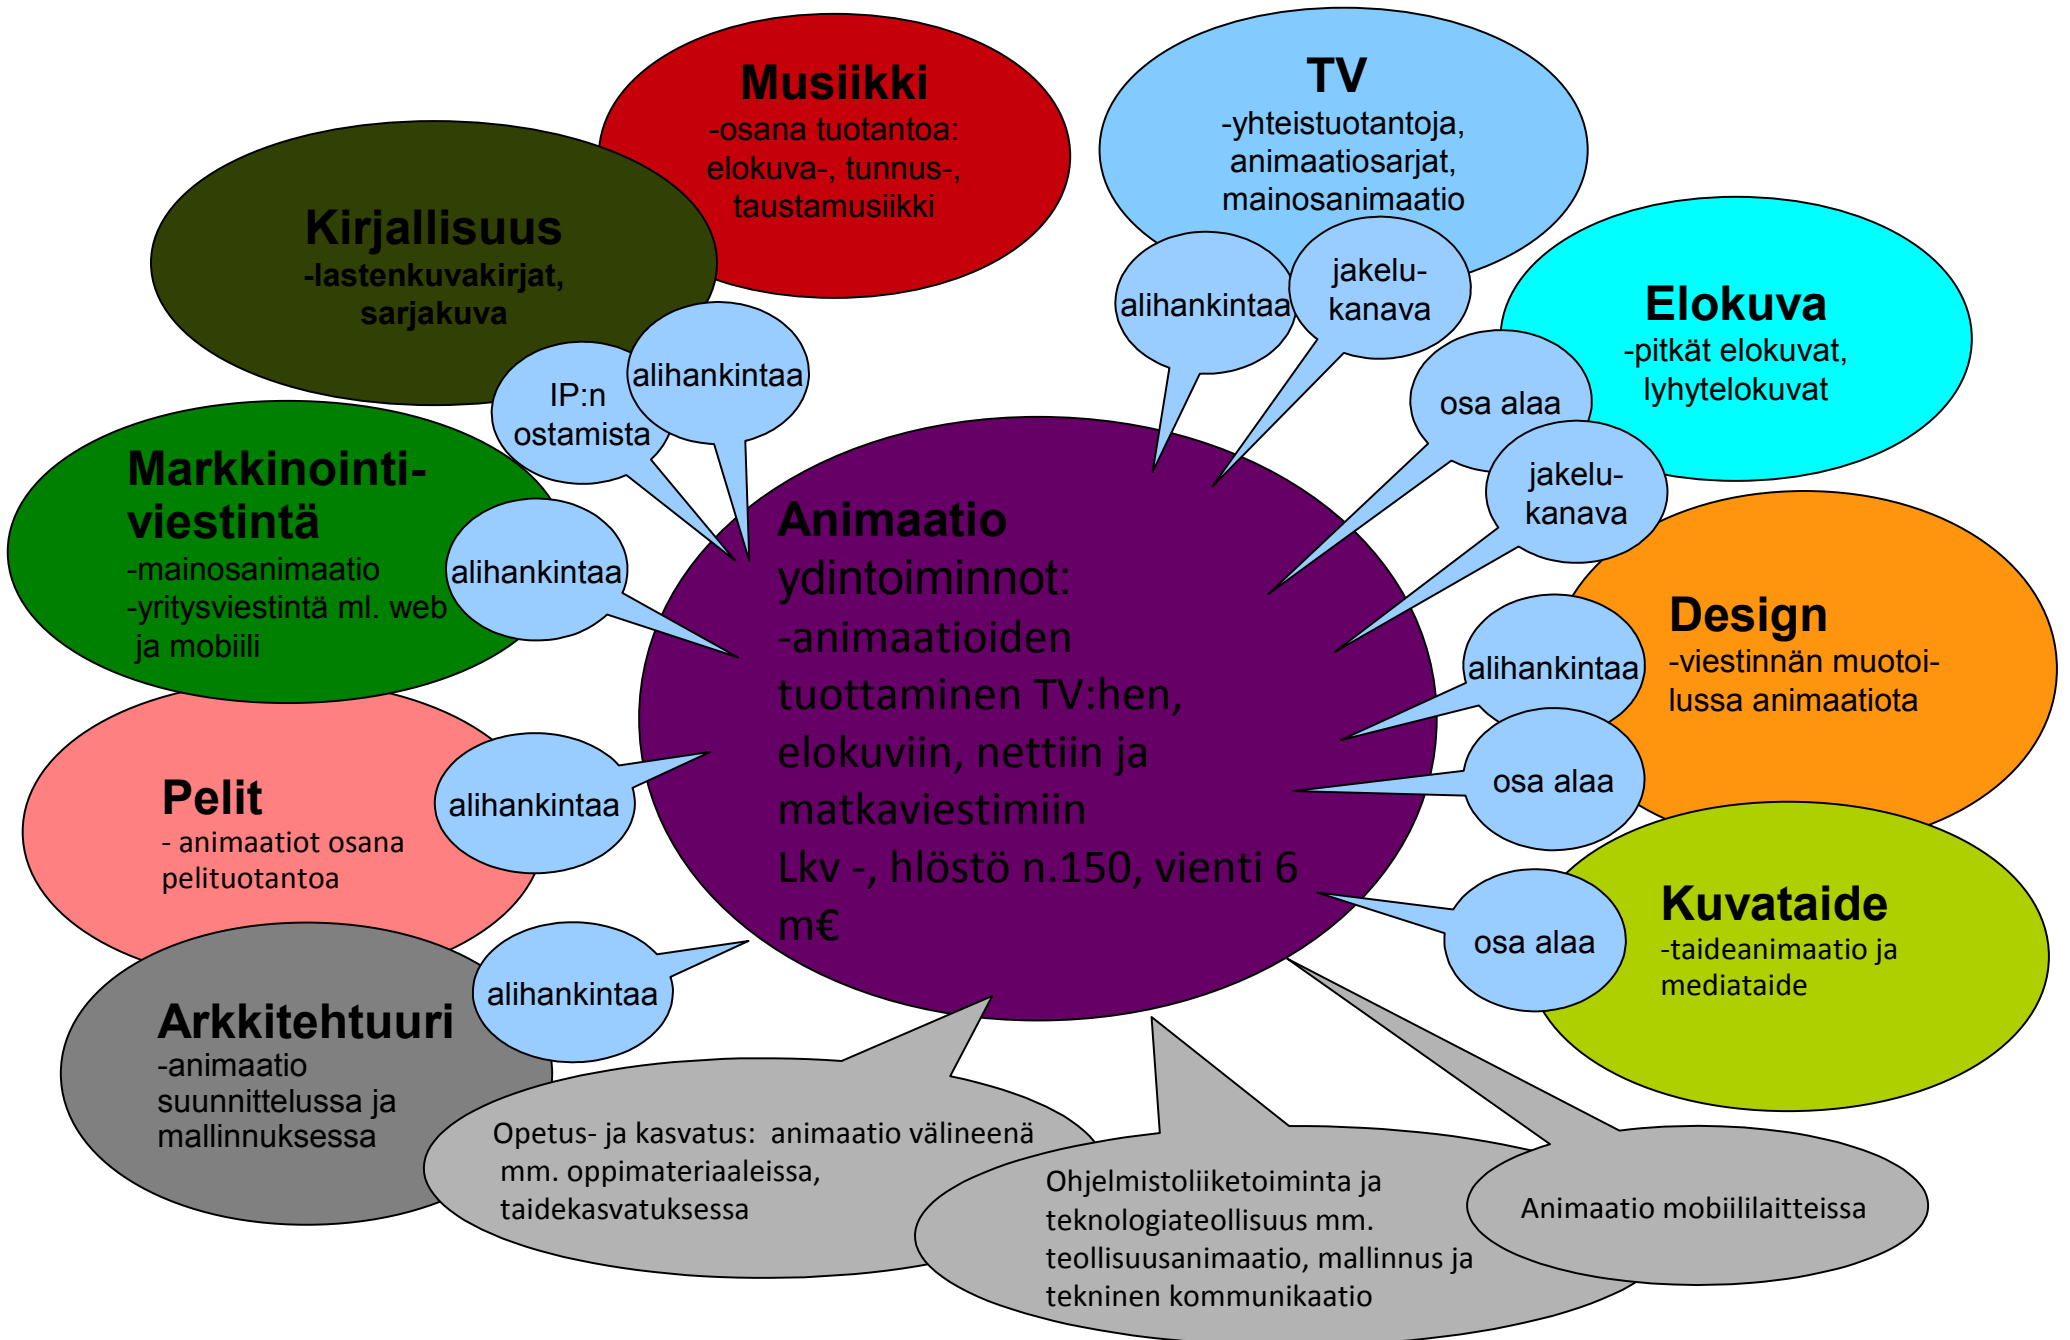 Musiikki
-osana tuotantoa:
elokuva-, tunnus-,
taustamusiikki
TV
-yhteistuotantoja,
animaatiosarjat,
mainosanimaatio
Kirjallisuus
-lastenkuvakirjat,
sarjakuva
alihankintaa
jakelu-
kanava
Elokuva
-pitkät elokuvat,
lyhytelokuvat
IP:n
ostamista
alihankintaa
osa alaa
jakelu-
kanava
Markkinointi-
viestintä
-mainosanimaatio
-yritysviestintä ml. web
ja mobiili
alihankintaa
Animaatio
ydintoiminnot:
-animaatioiden
tuottaminen TV:hen,
elokuviin, nettiin ja
matkaviestimiin
Lkv -, hlöstö n.150, vienti 6
m€
Design
-viestinnän muotoi-
lussa animaatiota
alihankintaa
osa alaa
Pelit
- animaatiot osana
pelituotantoa
alihankintaa
Kuvataide
-taideanimaatio ja
mediataide
osa alaa
Arkkitehtuuri
-animaatio
suunnittelussa ja
mallinnuksessa
alihankintaa
Opetus- ja kasvatus:  animaatio välineenä
mm. oppimateriaaleissa,
taidekasvatuksessa
Ohjelmistoliiketoiminta ja
teknologiateollisuus mm.
teollisuusanimaatio, mallinnus ja
tekninen kommunikaatio
Animaatio mobiililaitteissa